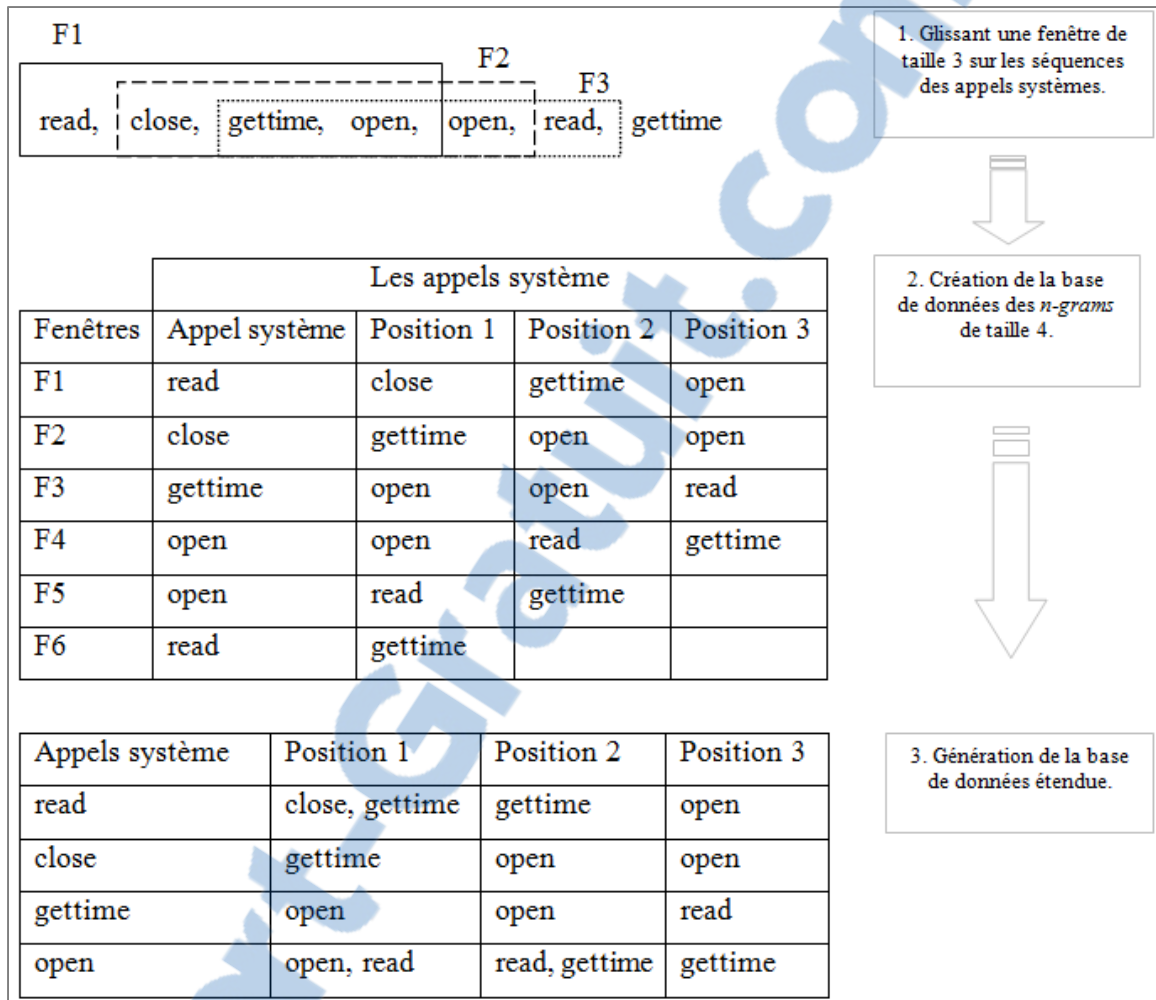 F1
F2
F3
read, close, gettime, open, open, read, gettime
1. Glissant une fenêtre de
taille 3 sur les séquences
des appels systèmes.
Les appels système
Fenêtres Appel système Position 1 Position 2 Position 3
F1 read close gettime open
F2 close gettime open open
F3 gettime open open read
F4 open open read gettime
F5 open read gettime
F6 read gettime
2. Création de la base
de données des n-grams
de taille 4.
Appels système Position 1 Position 2 Position 3
read close, gettime gettime open
close gettime open open
gettime open open read
open open, read read, gettime gettime
3. Génération de la base
de données étendue.
rt-Gratuit.com